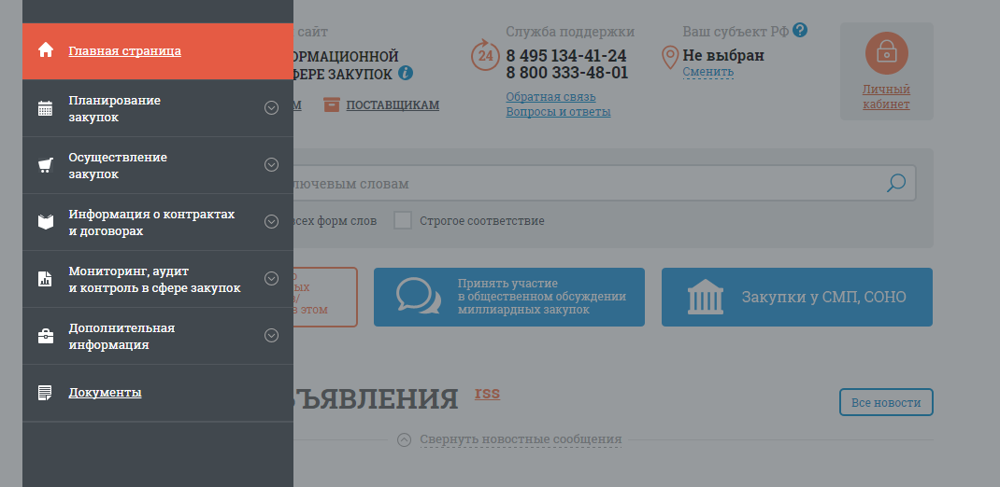 Главная страница
Планирование
закупок
Осуществление
закупок
Информация о контрактах
и договорах
Мониторинг, аудит
и контроль в сфере закупок
Дополнительная
информация
Документы
сайт
ОРМАЦИОННОЙ
ФЕРЕ ЗАКУПОК i
М ПОСТАВЩИКАМ
24
Служба поддержки
8 495 134-41-24
8 800 333-48-01
Обратная связь
Вопросы и ответы
Ваш субъект РФ ?
Не выбран
Сменить
Личный
кабинет
лючевым словам
всех форм слов Строгое соответствие
о
ых
/
в этом
Принять участие
в общественном обсуждении
миллиардных закупок
Закупки у СМП, СОНО
ЪЯВЛЕНИЯ rss
Все новости
Свернуть новостные сообщения